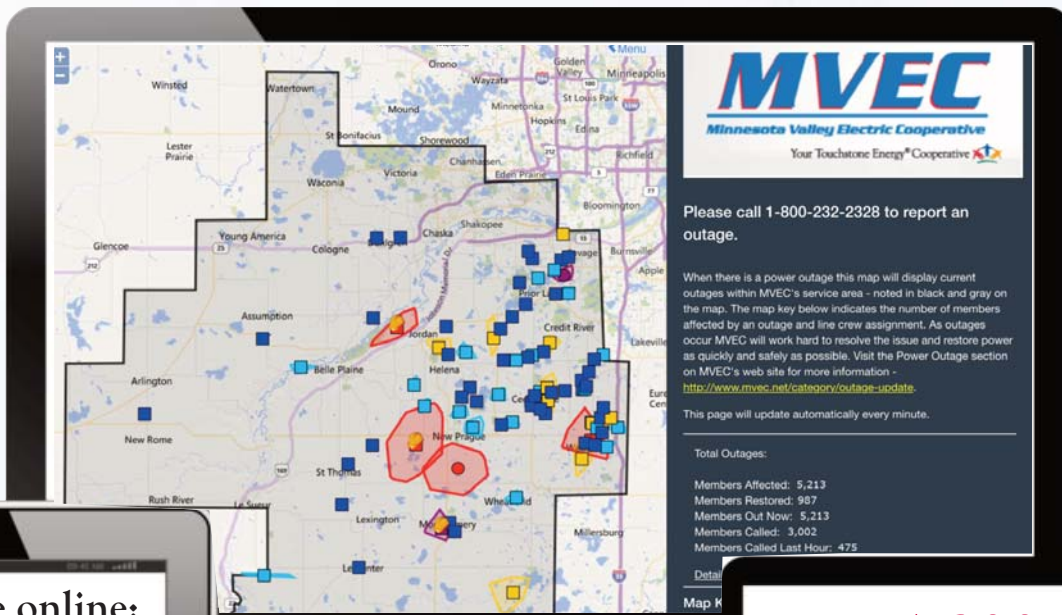 +
−
Menu
Orono
Golden Valley
Minneapolis
Winsted
Watertown
Wayzata
Mound
Minnetonka
St Louis Park
Hopkins
Edina
St Bonifacius
Shorewood
Lester Prairie
Chanhassen
Richfield
Victoria
Eden Prairie
Waconia
Bloomington
Shakopee
Young America
Chaska
Glencoe
Cologne
Burnsville
Apple
Assumption
Jordan
Credit River
Lakeville
Belle Plaine
Helena
Arlington
New Rome
New Prague
St Thomas
Rush River
Le Sueur
Lexington
Millersburg
MVEC
Minnesota Valley Electric Cooperative
Your Touchstone Energy® Cooperative
Please call 1-800-232-2328 to report an
outage.
When there is a power outage this map will display current
outages within MVEC's service area - noted in black and gray on
the map. The map key below indicates the number of members
affected by an outage and line crew assignment. As outages
occur MVEC will work hard to resolve the issue and restore power
as quickly and safely as possible. Visit the Power Outage section
on MVEC's web site for more information -
http://www.mvec.net/category/outage-update.
This page will update automatically every minute.
Total Outages:
Members Affected: 5,213
Members Restored: 987
Members Out Now: 5,213
Members Called: 3,002
Members Called Last Hour: 475
Detai
Map K
e online: